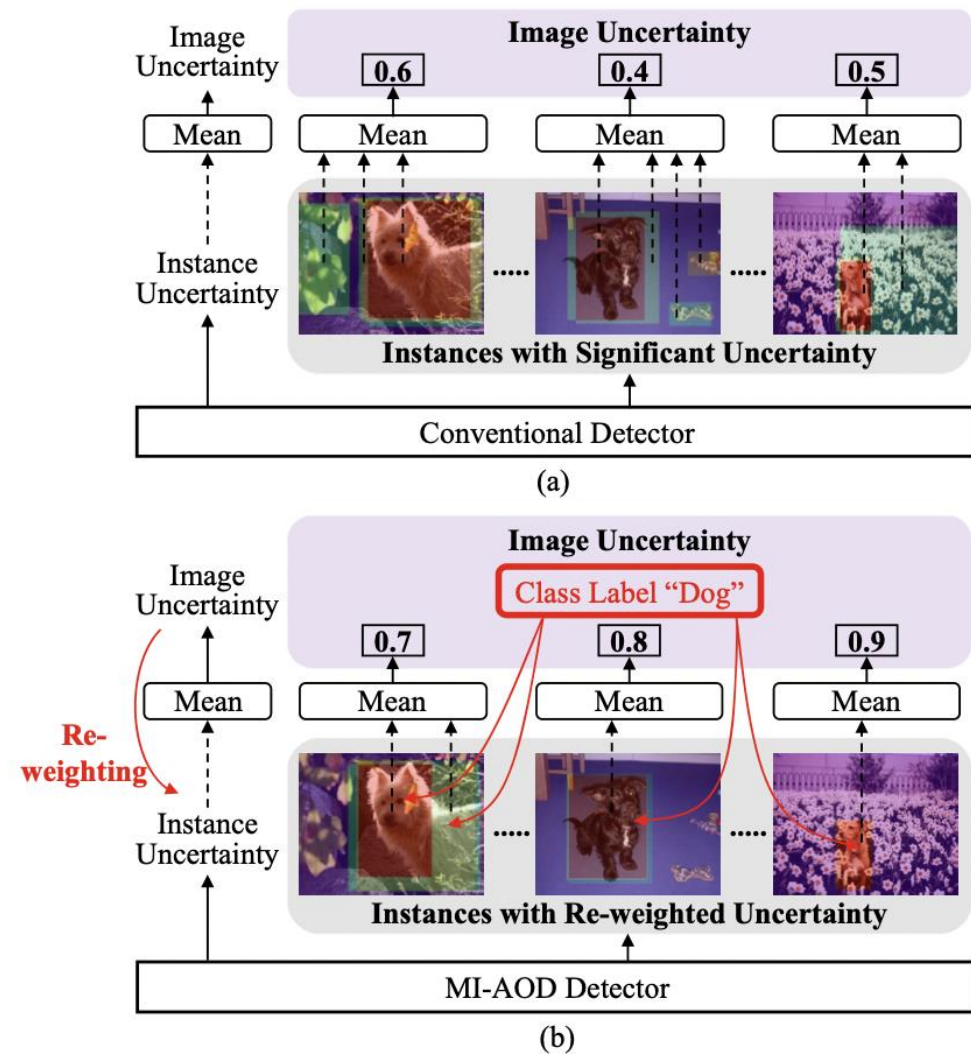 Image
Uncertainty
Image Uncertainty
0.6
0.4
0.5
Mean
Mean
Mean
Mean
Instance
Uncertainty
.....
.....
Instances with Significant Uncertainty
Conventional Detector
(a)
Image Uncertainty
Image
Uncertainty
Class Label “Dog”
0.7
0.8
0.9
Mean
Mean
Mean
Mean
Re-
weighting
Instance
Uncertainty
.....
.....
Instances with Re-weighted Uncertainty
MI-AOD Detector
(b)